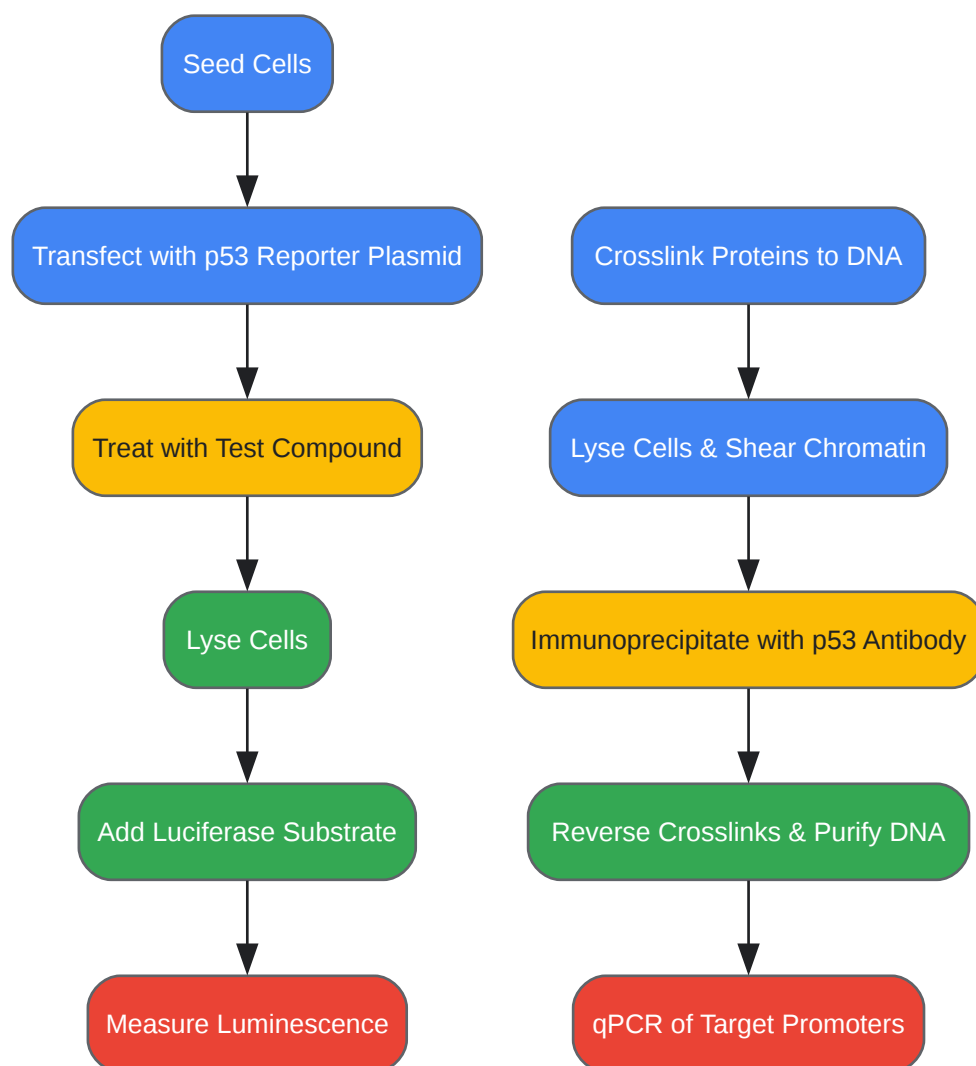 Seed Cells
Transfect with p53 Reporter Plasmid
Treat with Test Compound
Lyse Cells
Add Luciferase Substrate
Measure Luminescence
Crosslink Proteins to DNA
Lyse Cells & Shear Chromatin
Immunoprecipitate with p53 Antibody
Reverse Crosslinks & Purify DNA
qPCR of Target Promoters